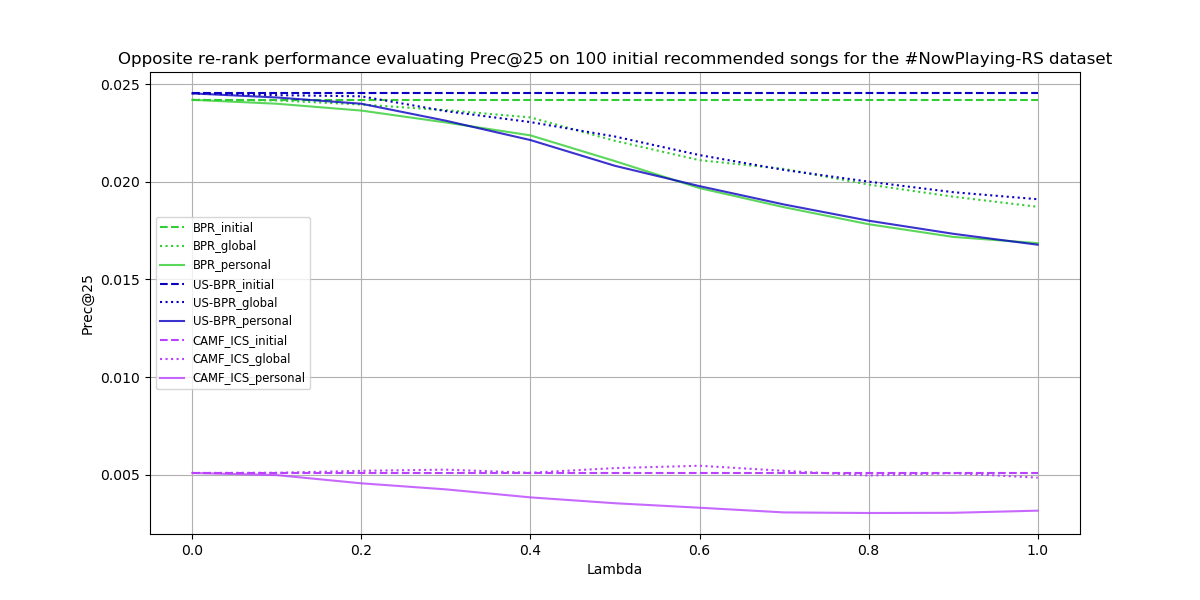 Opposite re-rank performance evaluating Prec@25 on 100 initial recommended songs for the #NowPlaying-RS dataset
0.025
0.020
0.015
0.010
0.005
Prec@25
BPR_initial
BPR_global
BPR_personal
US-BPR_initial
US-BPR_global
US-BPR_personal
CAMF_ICS_initial
CAMF_ICS_global
CAMF_ICS_personal
0.0 0.2 0.4 0.6 0.8 1.0
Lambda